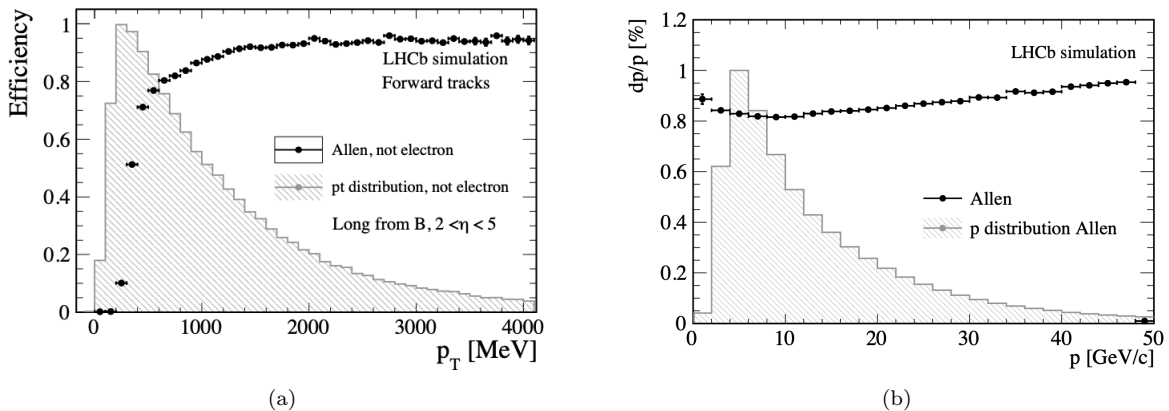 Efficiency
1
0.8
0.6
0.4
0.2
0
LHCb simulation
Forward tracks
Allen, not electron
pt distribution, not electron
Long from B, 2 <η< 5
0 1000 2000 3000 4000
p_T [MeV]
(a)
dp/p [%]
1.2
1
0.8
0.6
0.4
0.2
0
LHCb simulation
Allen
p distribution Allen
0 10 20 30 40 50
p [GeV/c]
(b)